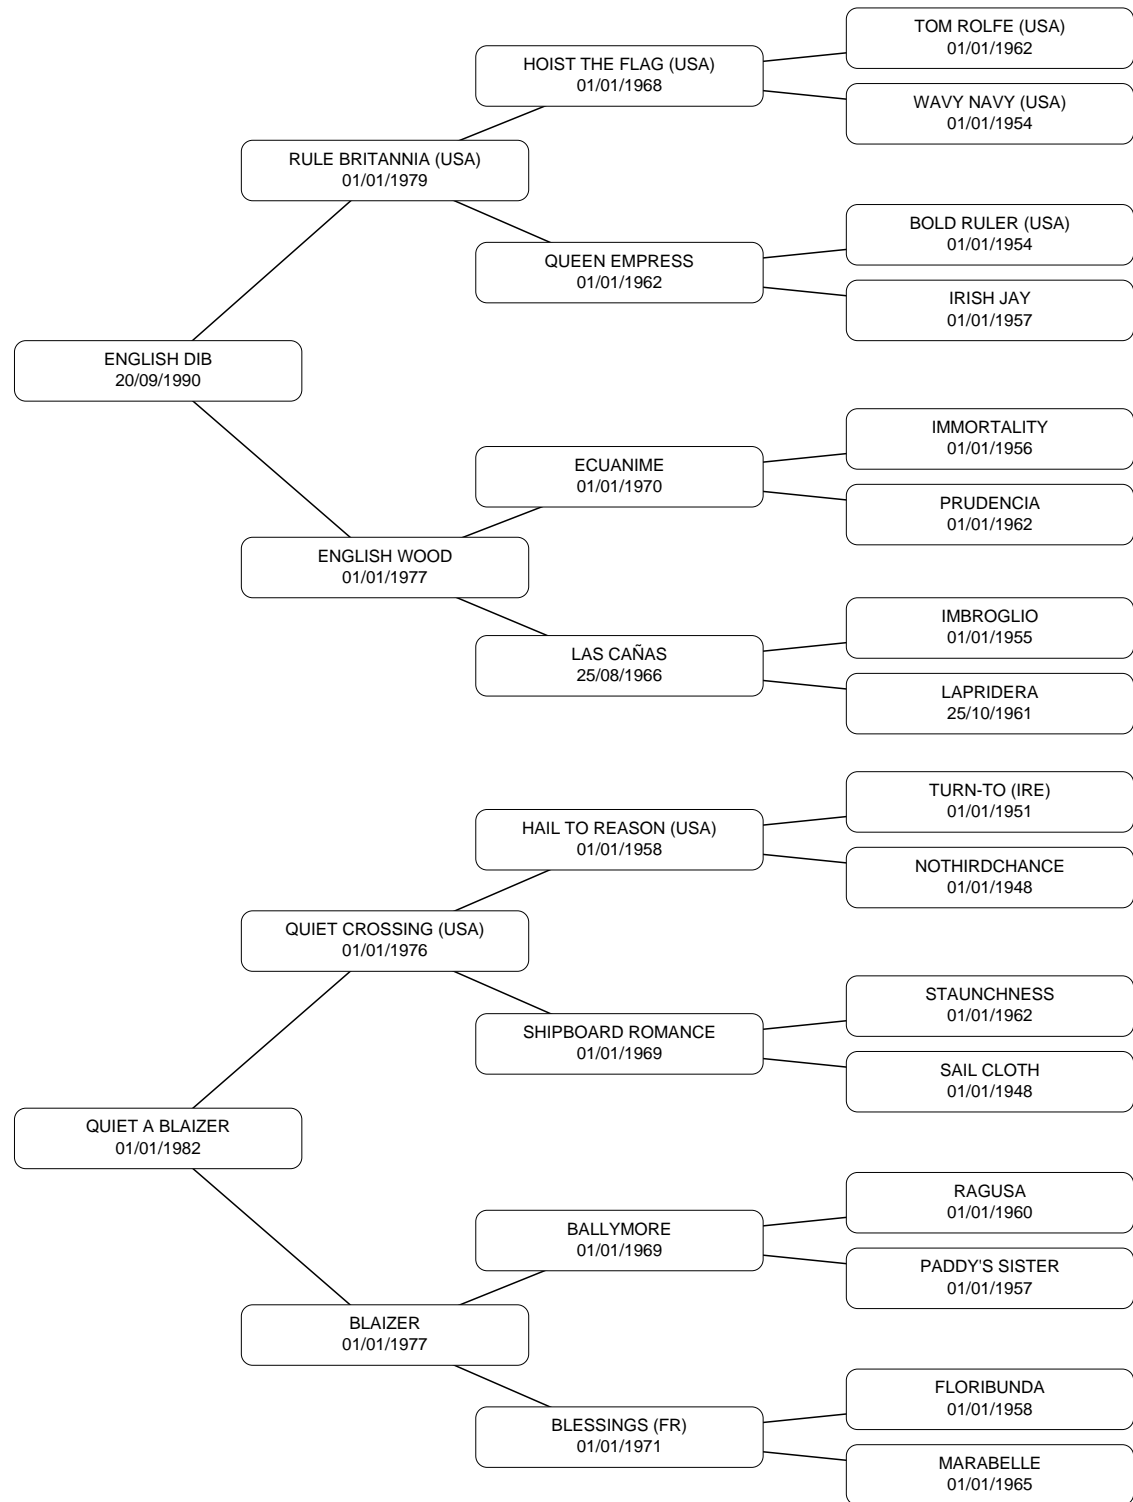 TOM ROLFE (USA)
01/01/1962
HOIST THE FLAG (USA)
01/01/1968
WAVY NAVY (USA)
01/01/1954
RULE BRITANNIA (USA)
01/01/1979
BOLD RULER (USA)
01/01/1954
QUEEN EMPRESS
01/01/1962
IRISH JAY
01/01/1957
ENGLISH DIB
20/09/1990
IMMORTALITY
01/01/1956
ECUANIME
01/01/1970
PRUDENCIA
01/01/1962
ENGLISH WOOD
01/01/1977
IMBROGLIO
01/01/1955
LAS CAÑAS
25/08/1966
LAPRIDERA
25/10/1961
TURN-TO (IRE)
01/01/1951
HAIL TO REASON (USA)
01/01/1958
NOTHIRDCHANCE
01/01/1948
QUIET CROSSING (USA)
01/01/1976
STAUNCHNESS
01/01/1962
SHIPBOARD ROMANCE
01/01/1969
SAIL CLOTH
01/01/1948
QUIET A BLAIZER
01/01/1982
RAGUSA
01/01/1960
BALLYMORE
01/01/1969
PADDY'S SISTER
01/01/1957
BLAIZER
01/01/1977
FLORIBUNDA
01/01/1958
BLESSINGS (FR)
01/01/1971
MARABELLE
01/01/1965